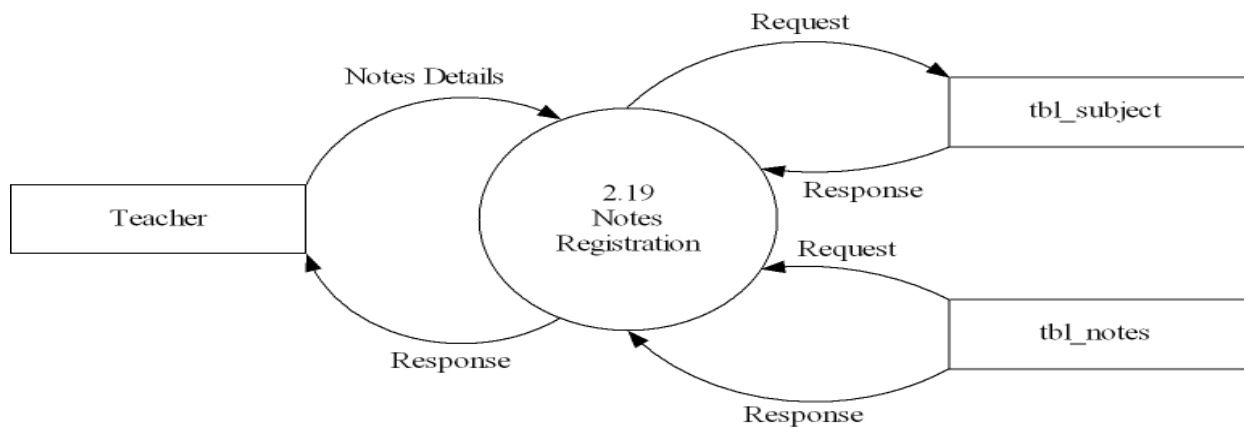 Request
Notes Details
tbl_subject
Response
2.19
Notes
Registration
Teacher
Request
tbl_notes
Response
Response